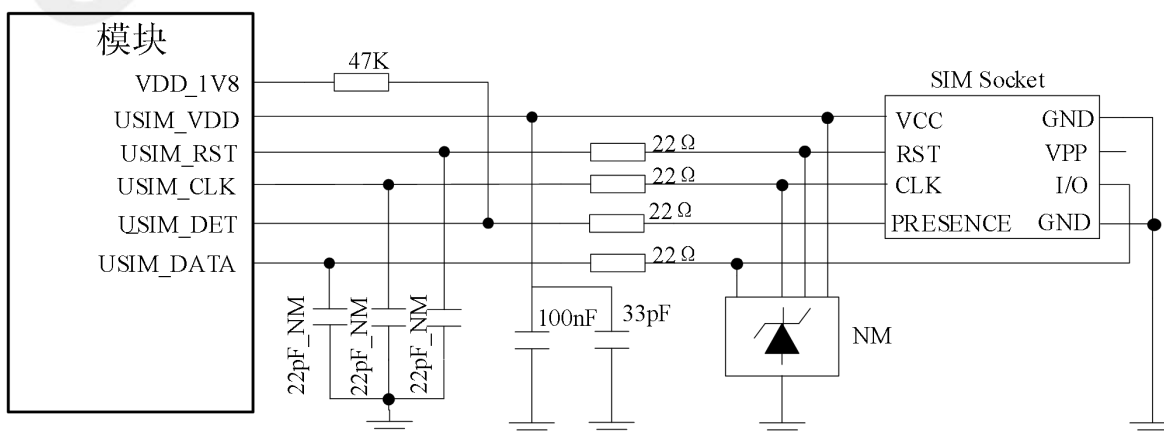 模块
47K
SIM Socket
VDD_1V8
USIM_VDD
VCC
GND
USIM_RST
22Ω
RST
VPP
USIM_CLK
22Ω
CLK
I/O
USIM_DET
22Ω
PRESENCE
GND
USIM_DATA
22Ω
22pF_NM
22pF_NM
22pF_NM
100nF
33pF
NM